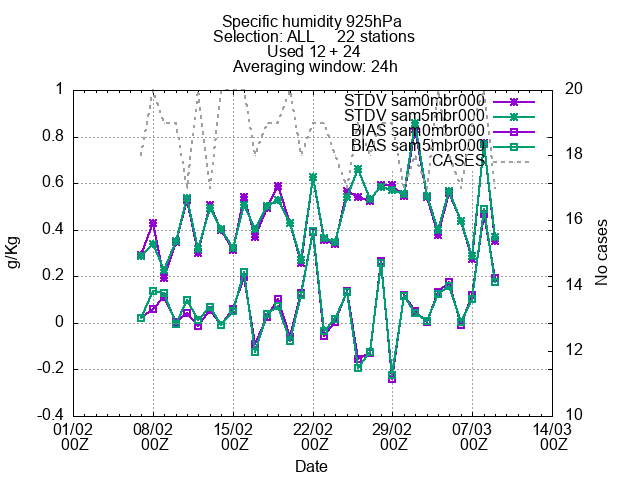 Specific humidity 925hPa
Selection: ALL 22 stations
Used 12 + 24
Averaging window: 24h
STDV sam0mbr000
STDV sam5mbr000
BIAS sam0mbr000
BIAS sam5mbr000
CASES
1
0.8
0.6
0.4
0.2
0
-0.2
-0.4
g/Kg
20
18
16
14
12
10
No cases
01/02 08/02 15/02 22/02 29/02 07/03 14/03
00Z 00Z 00Z 00Z 00Z 00Z 00Z
Date